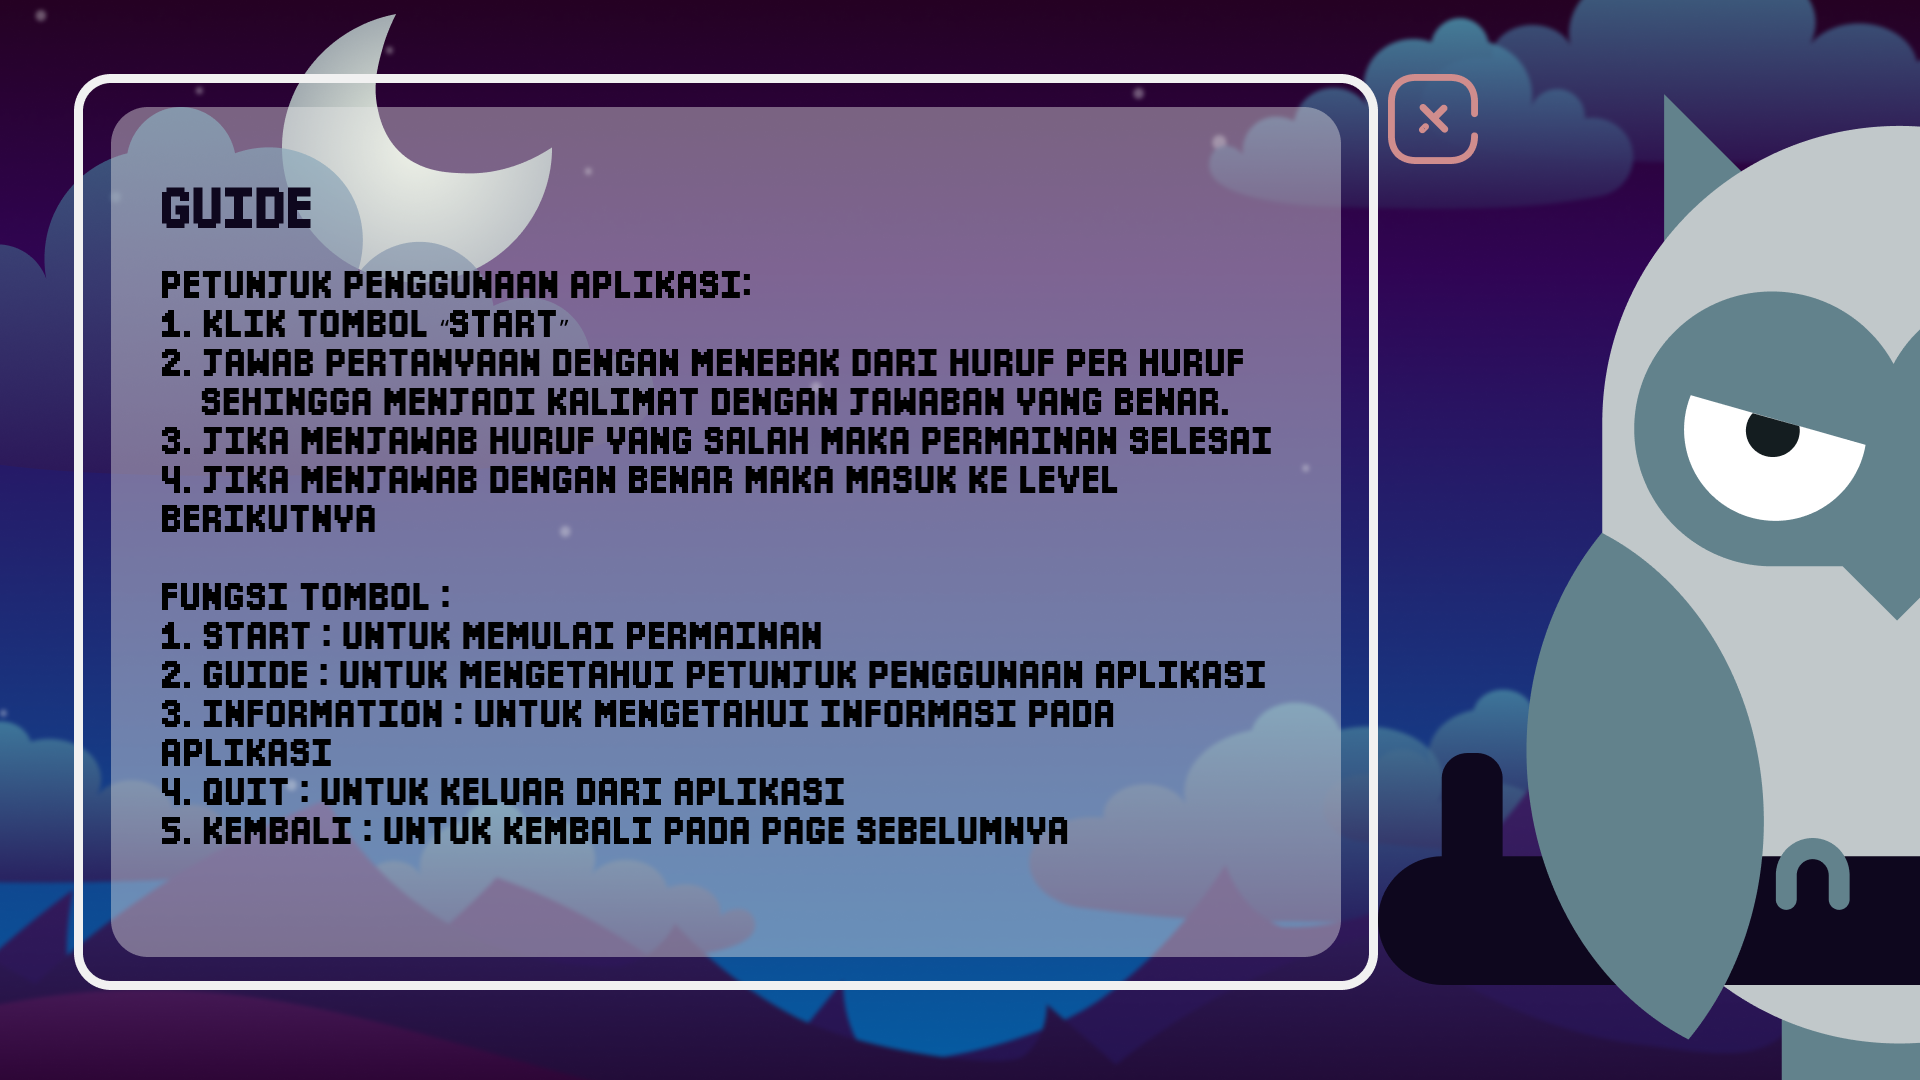 GUIDE
PETUNJUK PENGGUNAAN APLIKASI:
1. KLIK TOMBOL “START”
2. JAWAB PERTANYAAN DENGAN MENEBAK DARI HURUF PER HURUF
SEHINGGA MENJADI KALIMAT DENGAN JAWABAN YANG BENAR.
3. JIKA MENJAWAB HURUF YANG SALAH MAKA PERMAINAN SELESAI
4. JIKA MENJAWAB DENGAN BENAR MAKA MASUK KE LEVEL
BERIKUTNYA
FUNGSI TOMBOL :
1. START : UNTUK MEMULAI PERMAINAN
2. GUIDE : UNTUK MENGETAHUI PETUNJUK PENGGUNAAN APLIKASI
3. INFORMATION : UNTUK MENGETAHUI INFORMASI PADA
APLIKASI
4. QUIT : UNTUK KELUAR DARI APLIKASI
5. KEMBALI : UNTUK KEMBALI PADA PAGE SEBELUMNYA